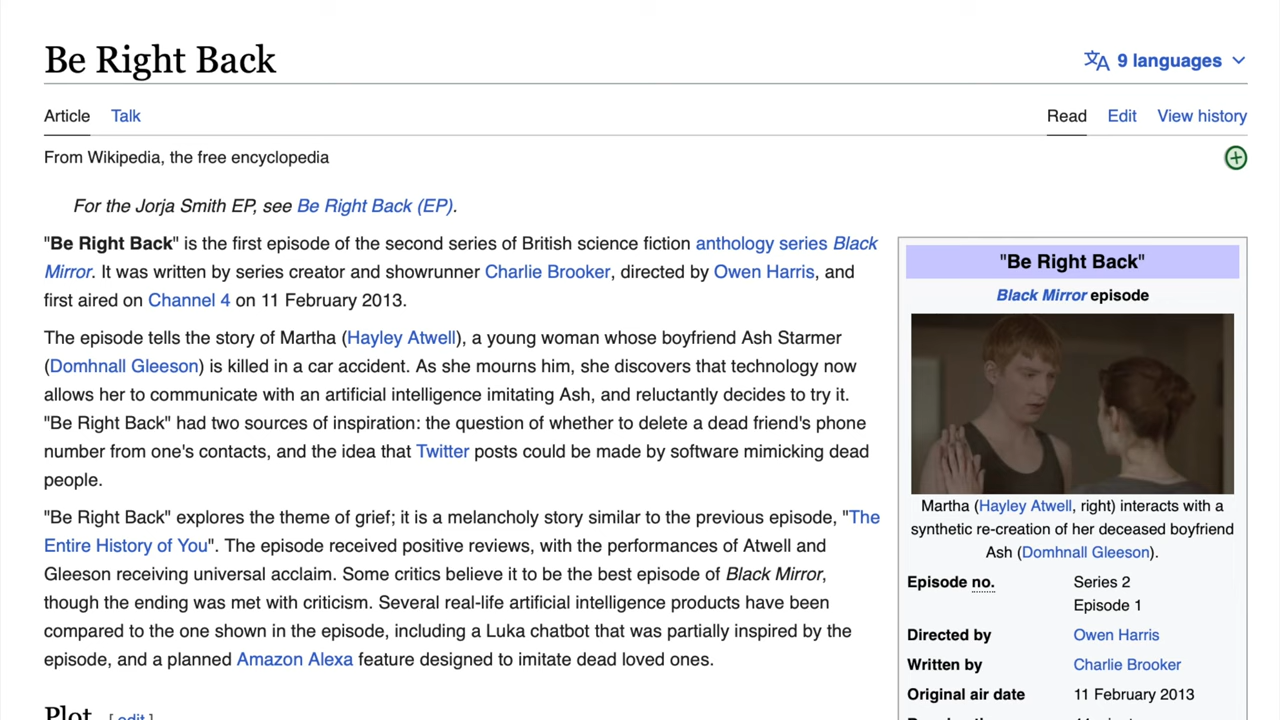 Be Right Back
9 languages
Article Talk
Read Edit View history
From Wikipedia, the free encyclopedia
For the Jorja Smith EP, see Be Right Back (EP).
"Be Right Back" is the first episode of the second series of British science fiction anthology series Black
Mirror. It was written by series creator and showrunner Charlie Brooker, directed by Owen Harris, and
first aired on Channel 4 on 11 February 2013.
The episode tells the story of Martha (Hayley Atwell), a young woman whose boyfriend Ash Starmer
(Domhnall Gleeson) is killed in a car accident. As she mourns him, she discovers that technology now
allows her to communicate with an artificial intelligence imitating Ash, and reluctantly decides to try it.
"Be Right Back" had two sources of inspiration: the question of whether to delete a dead friend's phone
number from one's contacts, and the idea that Twitter posts could be made by software mimicking dead
people.
"Be Right Back" explores the theme of grief; it is a melancholy story similar to the previous episode, "The
Entire History of You". The episode received positive reviews, with the performances of Atwell and
Gleeson receiving universal acclaim. Some critics believe it to be the best episode of Black Mirror,
though the ending was met with criticism. Several real-life artificial intelligence products have been
compared to the one shown in the episode, including a Luka chatbot that was partially inspired by the
episode, and a planned Amazon Alexa feature designed to imitate dead loved ones.
Plot [ edit ]
"Be Right Back"
Black Mirror episode
Martha (Hayley Atwell, right) interacts with a
synthetic re-creation of her deceased boyfriend
Ash (Domhnall Gleeson).
Episode no. Series 2
Episode 1
Directed by Owen Harris
Written by Charlie Brooker
Original air date 11 February 2013